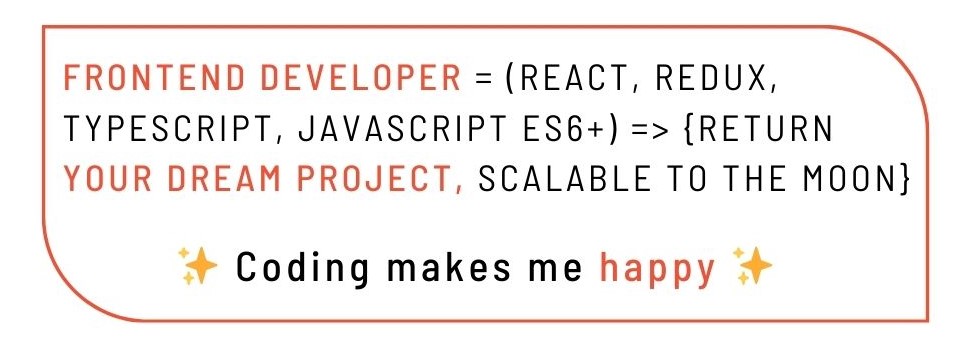 FRONTEND DEVELOPER = (REACT, REDUX,
TYPESCRIPT, JAVASCRIPT ES6+) => {RETURN
YOUR DREAM PROJECT, SCALABLE TO THE MOON}
✨ Coding makes me happy ✨